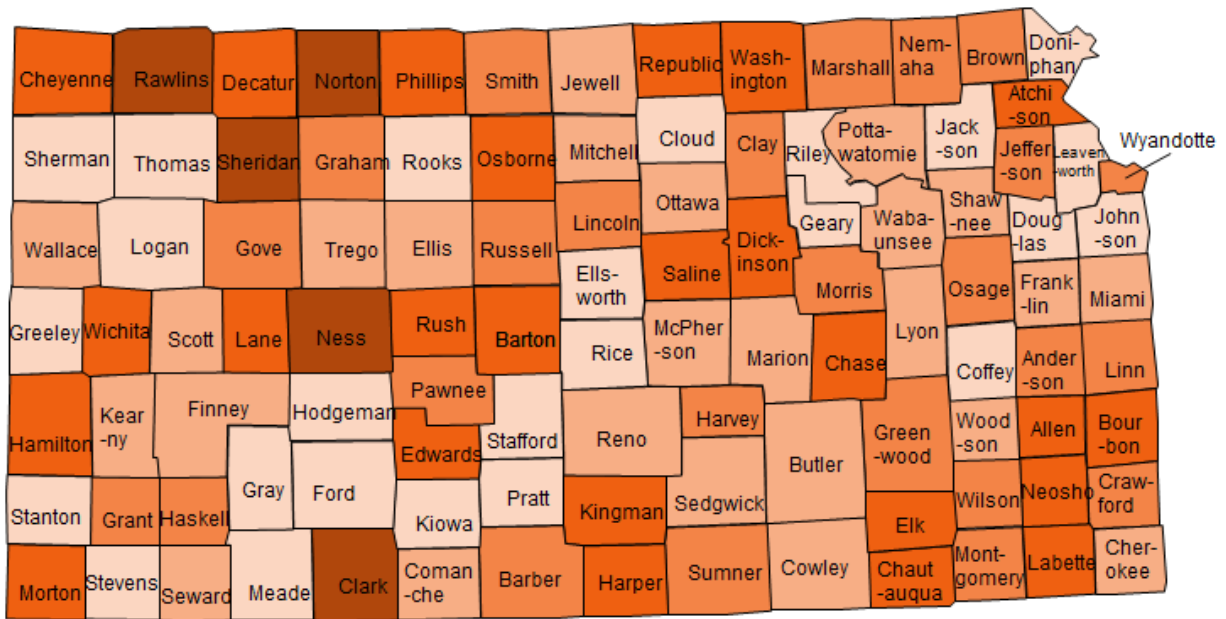 Cheyenne
Rawlins
Decatur
Norton
Phillips
Smith
Jewell
Republic
Wash-
ington
Marshall
Nem-
aha
Brown
Doni-
phan
Atchi
-son
Sherman
Thomas
Sheridan
Graham
Rooks
Osborne
Mitchell
Cloud
Clay
Riley
Potta-
watomie
Jack
-son
Jeffer
-son
Leaven
-worth
Wyandotte
Wallace
Logan
Gove
Trego
Ellis
Russell
Lincoln
Ottawa
Saline
Dick-
inson
Geary
Waba-
unsee
Shaw
-nee
Doug
-las
John
-son
Ells-
worth
Morris
Osage
Frank
-lin
Miami
Greeley
Wichita
Scott
Lane
Ness
Rush
Barton
Rice
McPher
-son
Marion
Chase
Lyon
Coffey
Ander
-son
Linn
Hamilton
Kear
-ny
Finney
Hodgeman
Pawnee
Edwards
Stafford
Reno
Harvey
Butler
Green
-wood
Wood
-son
Allen
Bour
-bon
Stanton
Grant
Haskell
Gray
Ford
Kiowa
Pratt
Kingman
Sedgwick
Elk
Wilson
Neosho
Craw-
ford
Morton
Stevens
Seward
Meade
Clark
Coman
-che
Barber
Harper
Sumner
Cowley
Chaut
-auqua
Mont-
gomery
Labette
Cher-
okee